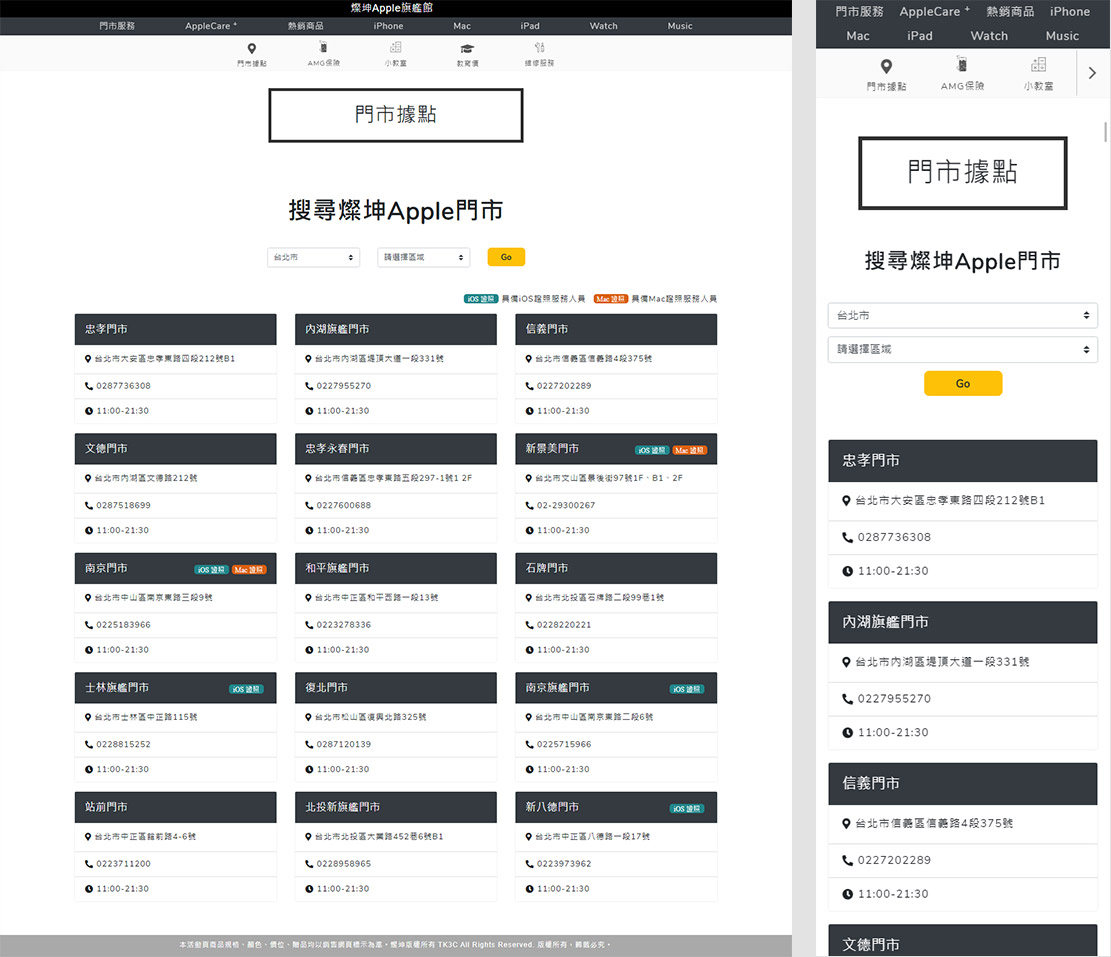 燦坤Apple旗艦館
門市服務 AppleCare + 熱銷商品 iPhone Mac iPad Watch Music
門市據點 AMG保險 小教室 教育價 維修服務
門市據點
搜尋燦坤Apple門市
台北市 請選擇區域 Go
iOS 證照 具備iOS證照服務人員 Mac 證照 具備Mac證照服務人員
忠孝門市
台北市大安區忠孝東路四段212號B1
0287736308
11:00-21:30
內湖旗艦門市
台北市內湖區堤頂大道一段331號
0227955270
11:00-21:30
信義門市
台北市信義區信義路4段375號
0227202289
11:00-21:30
文德門市
台北市內湖區文德路212號
0287518699
11:00-21:30
忠孝永春門市
台北市信義區忠孝東路五段297-1號1 2F
0227600688
11:00-21:30
新景美門市 iOS 證照 Mac 證照
台北市文山區景後街97號1F、B1、2F
02-29300267
11:00-21:30
南京門市 iOS 證照 Mac 證照
台北市中山區南京東路三段9號
0225183966
11:00-21:30
和平旗艦門市
台北市中正區和平西路一段13號
0223278336
11:00-21:30
石牌門市
台北市北投區石牌路二段99巷1號
0228220221
11:00-21:30
士林旗艦門市 iOS 證照
台北市士林區中正路115號
0228815252
11:00-21:30
復北門市
台北市松山區復興北路325號
0287120139
11:00-21:30
南京旗艦門市 iOS 證照
台北市中山區南京東路二段6號
0225715966
11:00-21:30
站前門市
台北市中正區館前路4-6號
0223711200
11:00-21:30
北投新旗艦門市
台北市北投區大業路452巷6號B1
0228958965
11:00-21:30
新八德門市 iOS 證照
台北市中正區八德路一段17號
0223973962
11:00-21:30
本活動頁商品規格、顏色、價位、贈品均以銷售網頁標示為準，燦坤版權所有 TK3C All Rights Reserved. 版權所有，轉載必究。
門市服務 AppleCare + 熱銷商品 iPhone
Mac iPad Watch Music
門市據點 AMG保險 小教室
門市據點
搜尋燦坤Apple門市
台北市
請選擇區域
Go
忠孝門市
台北市大安區忠孝東路四段212號B1
0287736308
11:00-21:30
內湖旗艦門市
台北市內湖區堤頂大道一段331號
0227955270
11:00-21:30
信義門市
台北市信義區信義路4段375號
0227202289
11:00-21:30
文德門市